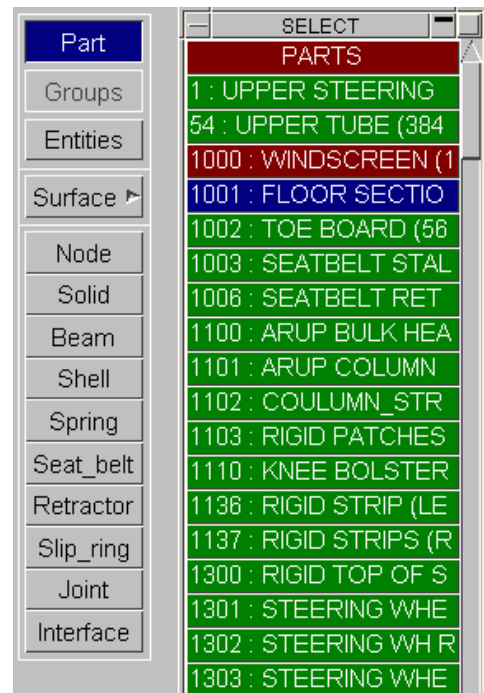 Part
Groups
Entities
Surface
Node
Solid
Beam
Shell
Spring
Seat_belt
Retractor
Slip_ring
Joint
Interface
SELECT
PARTS
1 : UPPER STEERING
54 : UPPER TUBE (384
1000 : WINDSCREEN (1
1001 : FLOOR SECTIO
1002 : TOE BOARD (56
1003 : SEATBELT STAL
1006 : SEATBELT RET
1100 : ARUP BULK HEA
1101 : ARUP COLUMN
1102 : COULUMN_STR
1103 : RIGID PATCHES
1110 : KNEE BOLSTER
1136 : RIGID STRIP (LE
1137 : RIGID STRIPS (R
1300 : RIGID TOP OF S
1301 : STEERING WHE
1302 : STEERING WH R
1303 : STEERING WHE